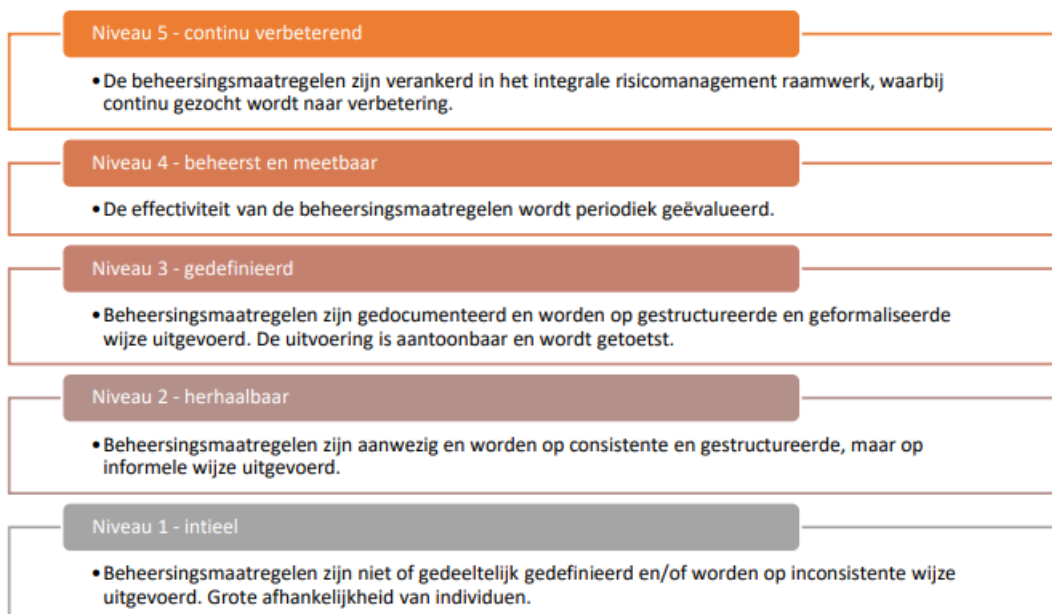 Niveau 5 - continu verbeterend
•De beheersingsmaatregelen zijn verankerd in het integrale risicomanagement raamwerk, waarbij
continu gezocht wordt naar verbetering.
Niveau 4 - beheerst en meetbaar
•De effectiviteit van de beheersingsmaatregelen wordt periodiek geëvalueerd.
Niveau 3 - gedefinieerd
•Beheersingsmaatregelen zijn gedocumenteerd en worden op gestructureerde en geformaliseerde
wijze uitgevoerd. De uitvoering is aantoonbaar en wordt getoetst.
Niveau 2 - herhaalbaar
•Beheersingsmaatregelen zijn aanwezig en worden op consistente en gestructureerde, maar op
informele wijze uitgevoerd.
Niveau 1 - intieel
•Beheersingsmaatregelen zijn niet of gedeeltelijk gedefinieerd en/of worden op inconsistente wijze
uitgevoerd. Grote afhankelijkheid van individuen.